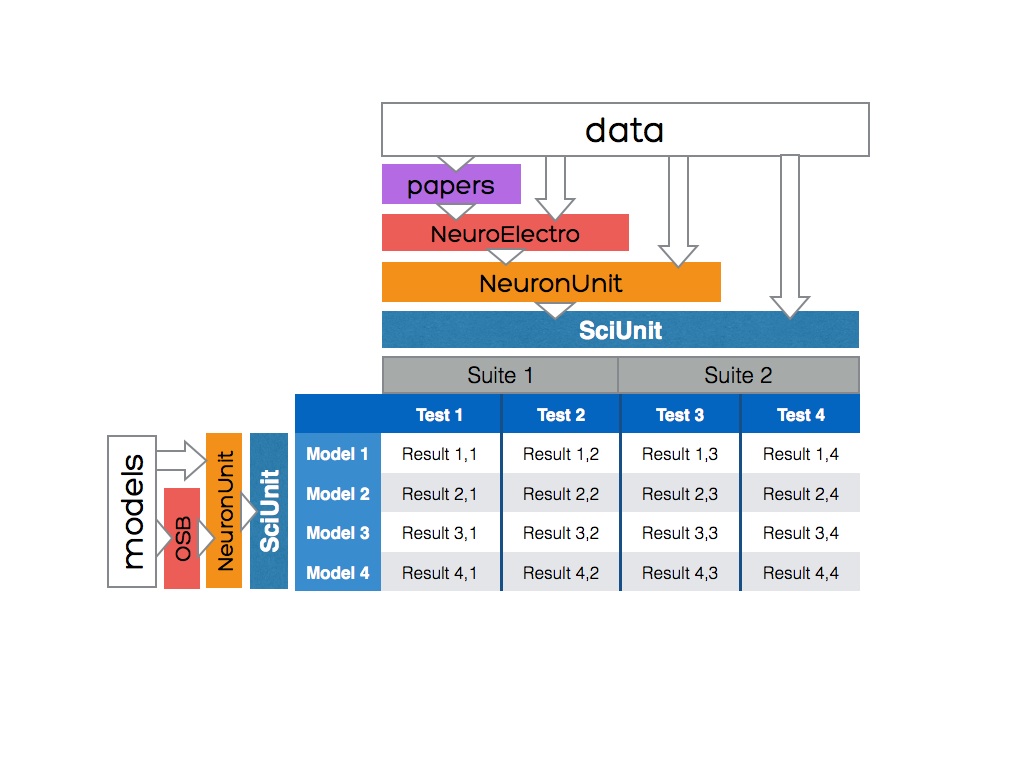 data
papers
NeuroElectro
NeuronUnit
SciUnit
Suite 1 Suite 2
Test 1 Test 2 Test 3 Test 4
models
OSB
NeuronUnit
SciUnit
Model 1 Result 1,1 Result 1,2 Result 1,3 Result 1,4
Model 2 Result 2,1 Result 2,2 Result 2,3 Result 2,4
Model 3 Result 3,1 Result 3,2 Result 3,3 Result 3,4
Model 4 Result 4,1 Result 4,2 Result 4,3 Result 4,4